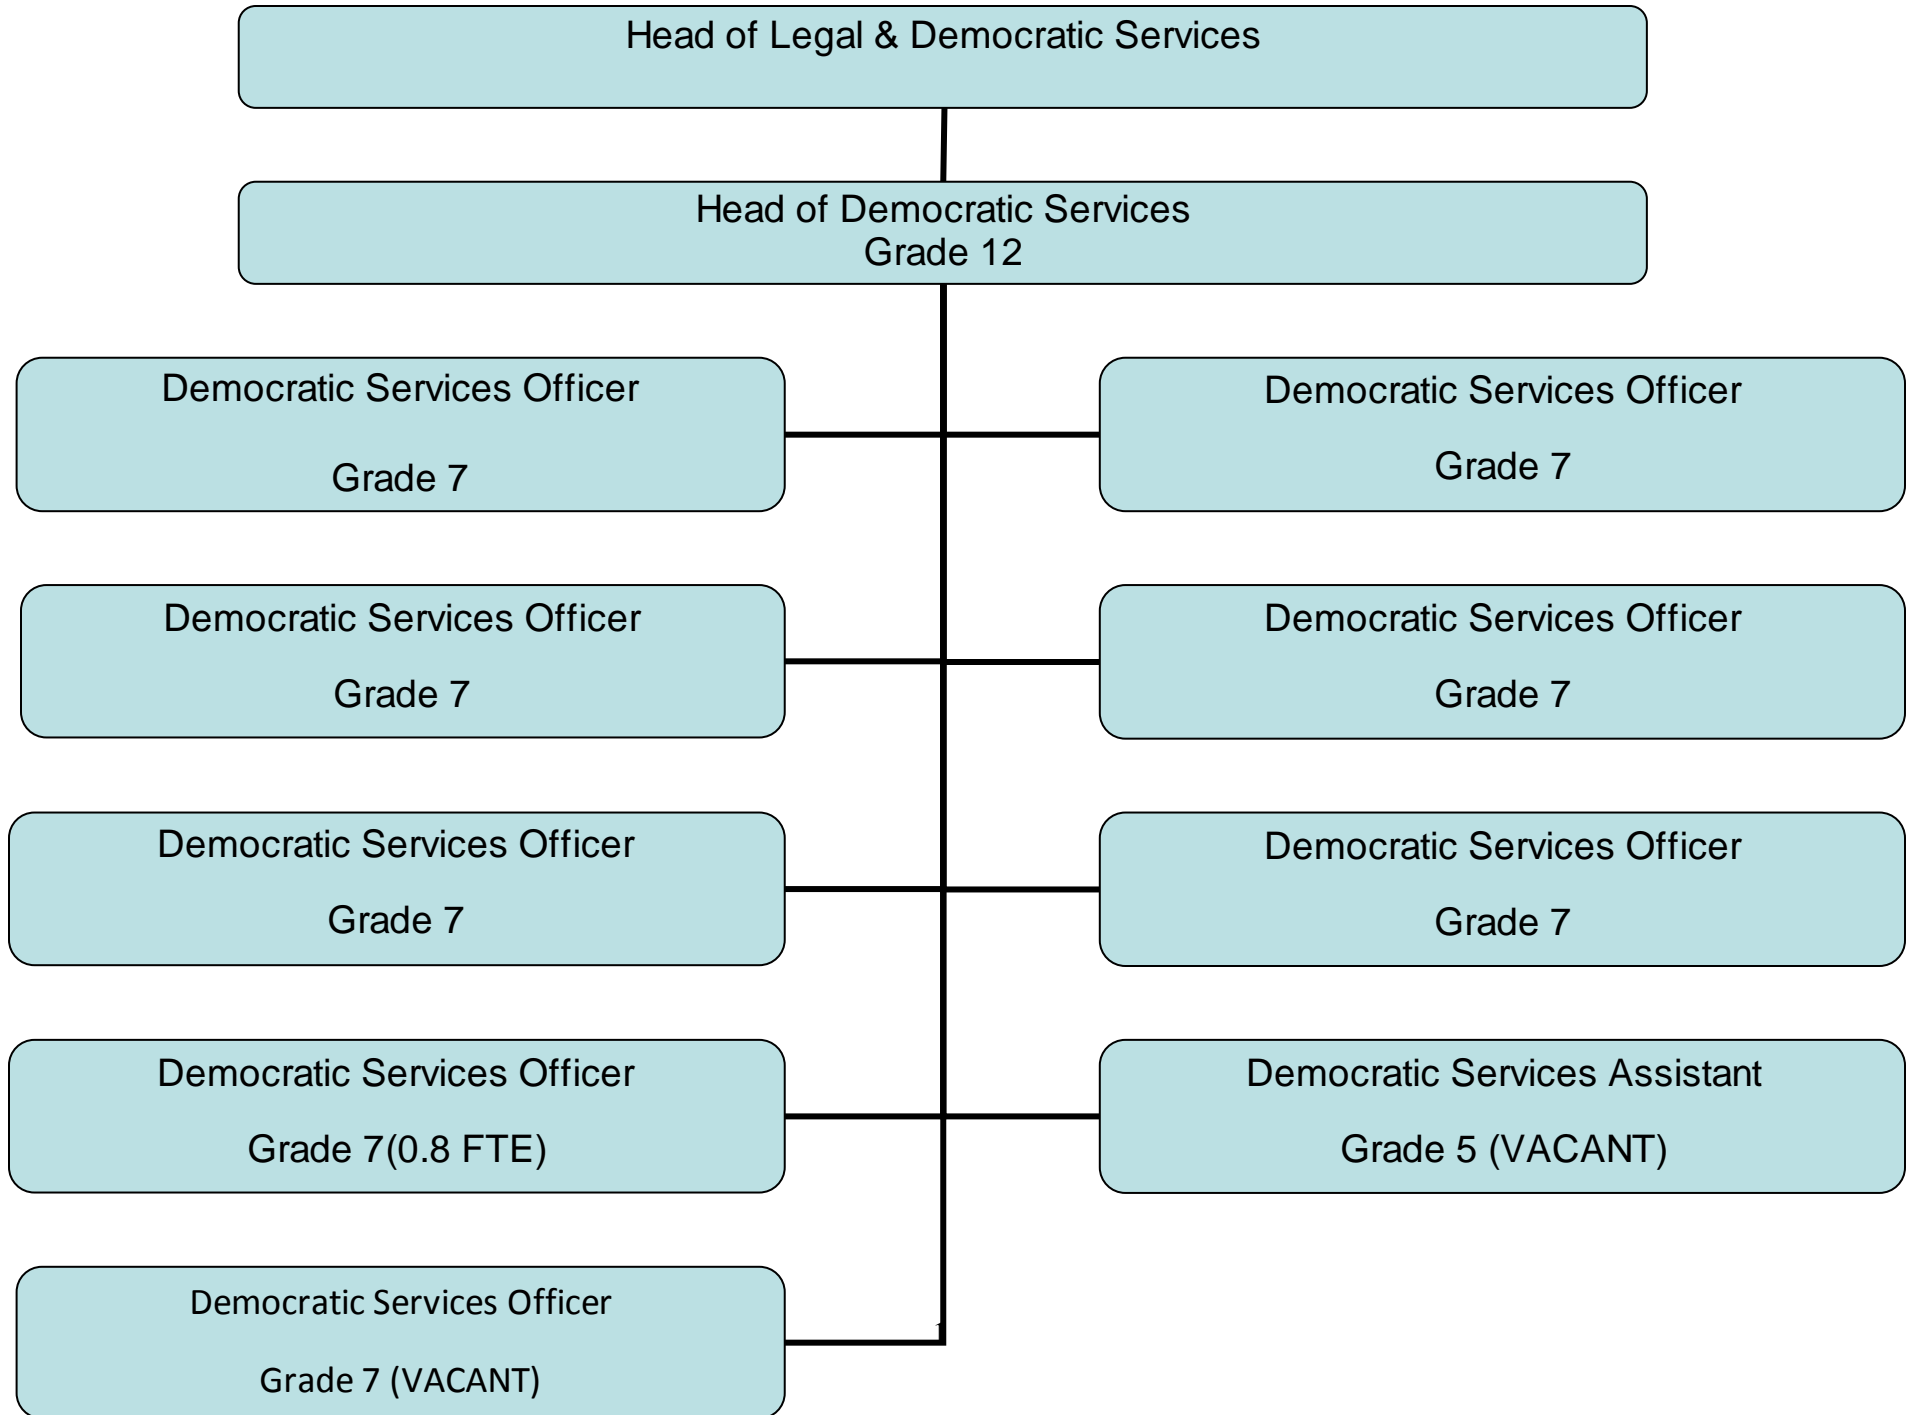 Head of Legal & Democratic Services
Head of Democratic Services
Grade 12
Democratic Services Officer
Grade 7
Democratic Services Officer
Grade 7
Democratic Services Officer
Grade 7
Democratic Services Officer
Grade 7
Democratic Services Officer
Grade 7
Democratic Services Officer
Grade 7
Democratic Services Officer
Grade 7(0.8 FTE)
Democratic Services Assistant
Grade 5 (VACANT)
Democratic Services Officer
Grade 7 (VACANT)